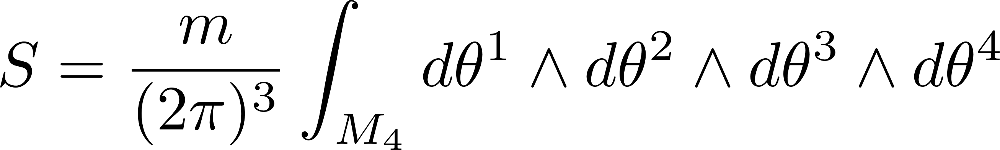 S = \frac{m}{(2\pi)^3} \int_{M_4} d\theta^1 \wedge d\theta^2 \wedge d\theta^3 \wedge d\theta^4